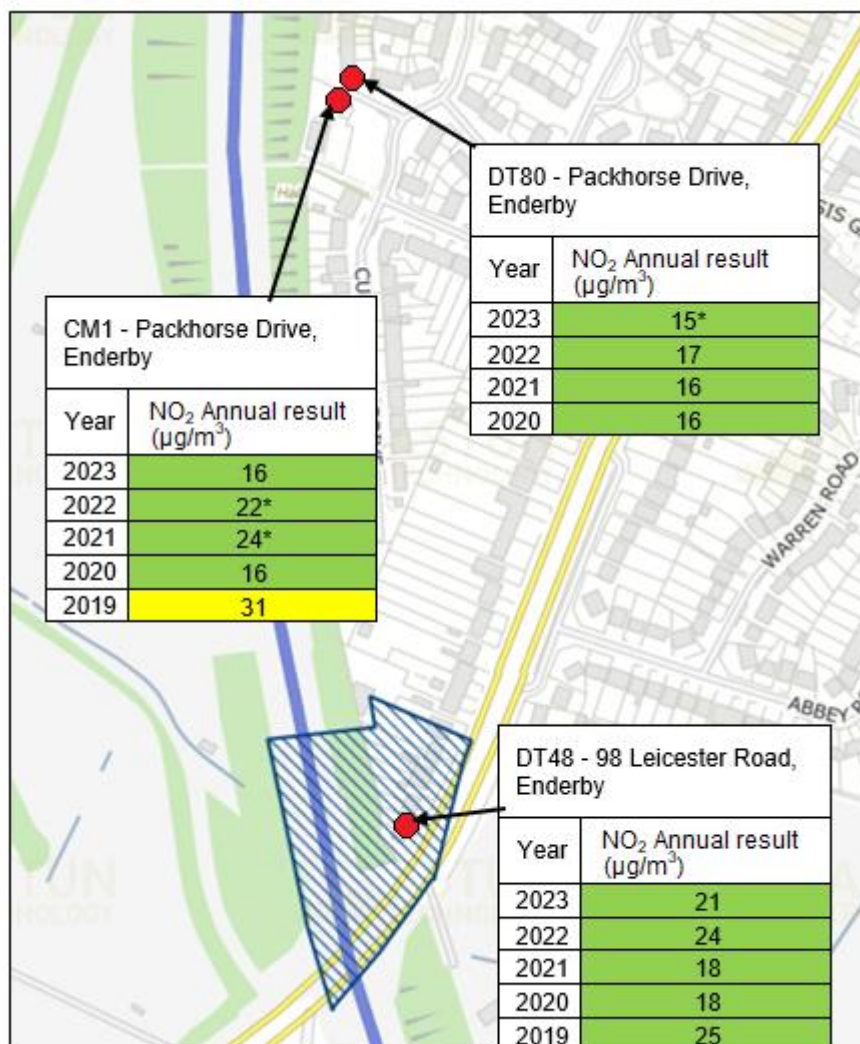 DT80 - Packhorse Drive,
Enderby
Year NO₂ Annual result
(µg/m³)
2023 15*
2022 17
2021 16
2020 16
CM1 - Packhorse Drive,
Enderby
Year NO₂ Annual result
(µg/m³)
2023 16
2022 22*
2021 24*
2020 16
2019 31
WARREN ROAD
DT48 - 98 Leicester Road,
Enderby
Year NO₂ Annual result
(µg/m³)
2023 21
2022 24
2021 18
2020 18
2019 25
ABBEY